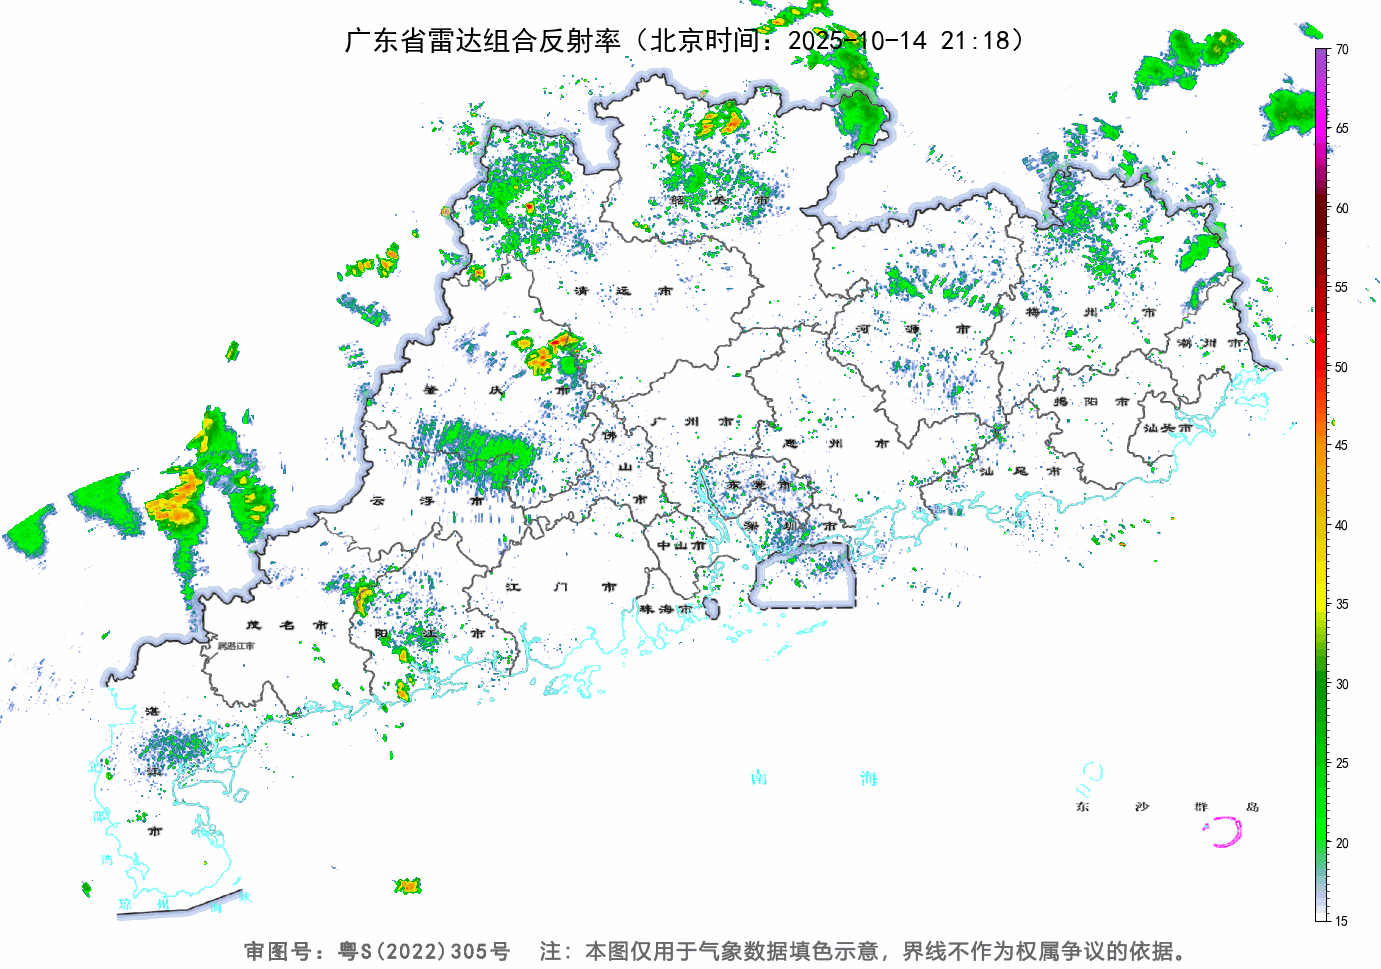 广东省雷达组合反射率（北京时间：2025-10-14 21:18）
70
65
60
55
50
45
40
35
30
25
20
15
韶关市
清远市
河源市
梅州市
潮州市
肇庆市
广州市
佛山市
惠州市
揭阳市
汕头市
汕尾市
云浮市
东莞市
深圳市
中山市
江门市
珠海市
茂名市
属湛江市
阳江市
湛江市
北部湾
琼州海峡
南海
东沙群岛
审图号：粤S(2022)305号 注：本图仅用于气象数据填色示意，界线不作为权属争议的依据。